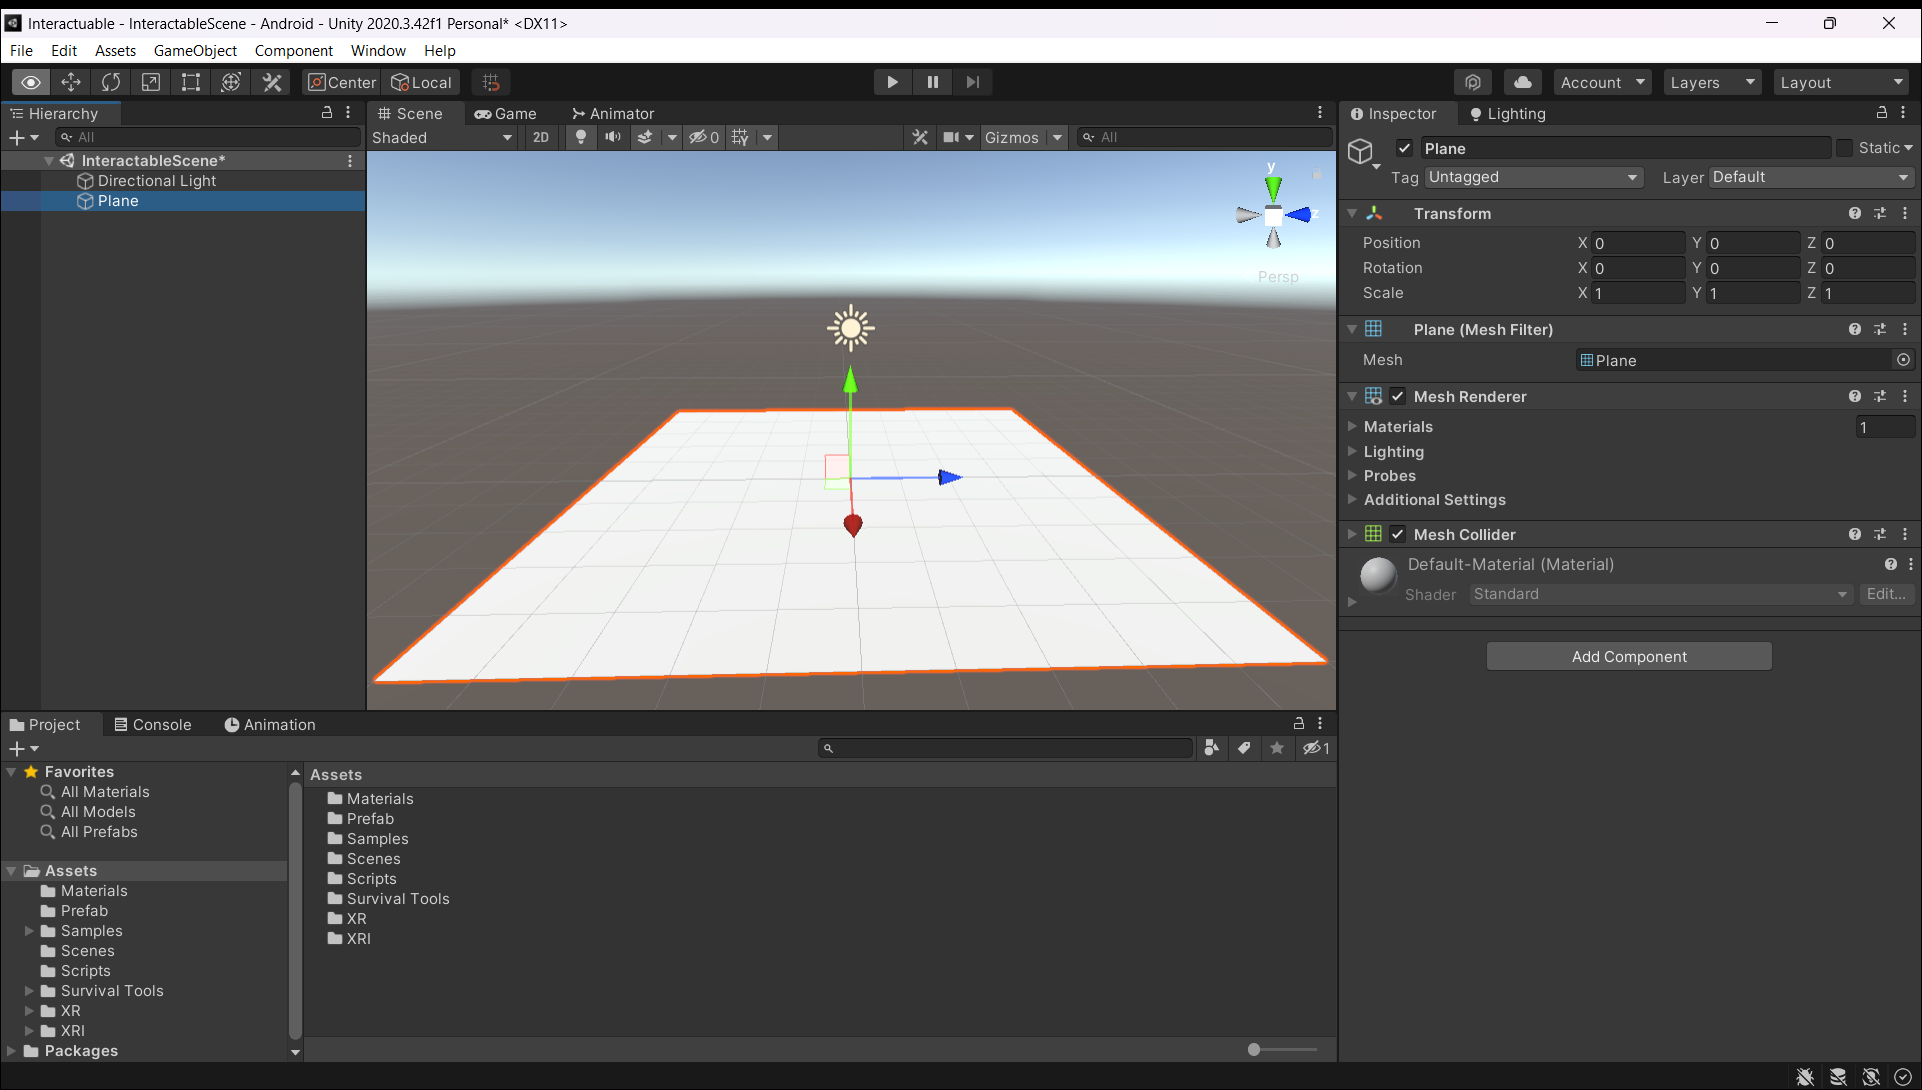 Interactuable - InteractableScene - Android - Unity 2020.3.42f1 Personal* <DX11>
File Edit Assets GameObject Component Window Help
Center Local Account Layers Layout
Hierarchy
All
InteractableScene*
Directional Light
Plane
Scene Game Animator
Shaded 2D 0 Gizmos All
y
z
Persp
Inspector Lighting
Plane Static
Tag Untagged Layer Default
Transform
Position X 0 Y 0 Z 0
Rotation X 0 Y 0 Z 0
Scale X 1 Y 1 Z 1
Plane (Mesh Filter)
Mesh Plane
Mesh Renderer
Materials 1
Lighting
Probes
Additional Settings
Mesh Collider
Default-Material (Material)
Shader Standard Edit...
Add Component
Project Console Animation
1
Favorites
All Materials
All Models
All Prefabs
Assets
Materials
Prefab
Samples
Scenes
Scripts
Survival Tools
XR
XRI
Packages
Assets
Materials
Prefab
Samples
Scenes
Scripts
Survival Tools
XR
XRI